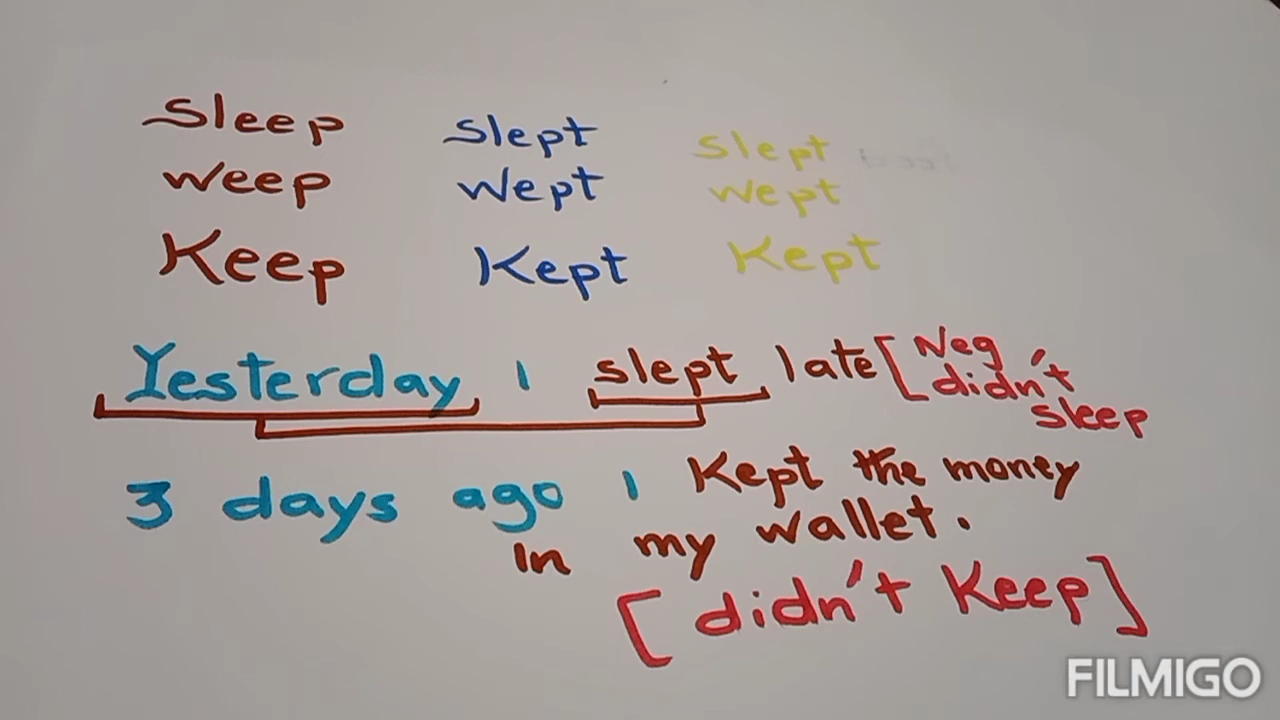 Sleep slept slept
weep wept wept
Keep Kept Kept
Yesterday I slept late [Neg
didn't
sleep
3 days ago I Kept the money
in my wallet.
[didn't Keep]
FILMIGO